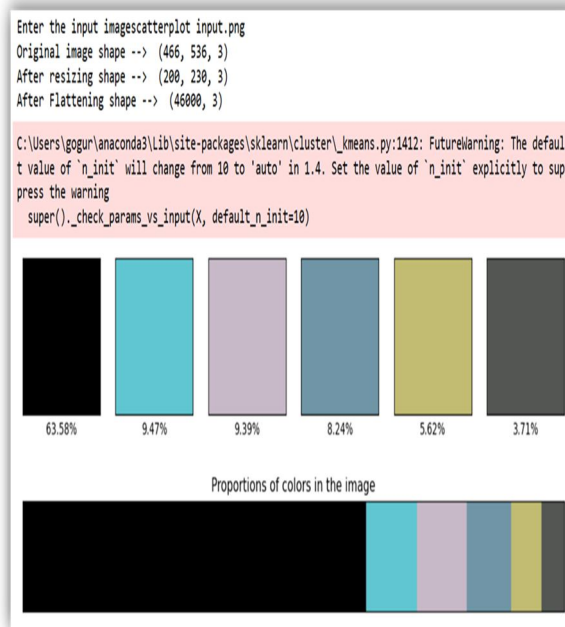 Enter the input imagescatterplot input.png
Original image shape --> (466, 536, 3)
After resizing shape --> (200, 230, 3)
After Flattening shape --> (46000, 3)
C:\Users\gogur\anaconda3\Lib\site-packages\sklearn\cluster\_kmeans.py:1412: FutureWarning: The defaul
t value of `n_init` will change from 10 to 'auto' in 1.4. Set the value of `n_init` explicitly to sup
press the warning
super()._check_params_vs_input(X, default_n_init=10)
63.58% 9.47% 9.39% 8.24% 5.62% 3.71%
Proportions of colors in the image